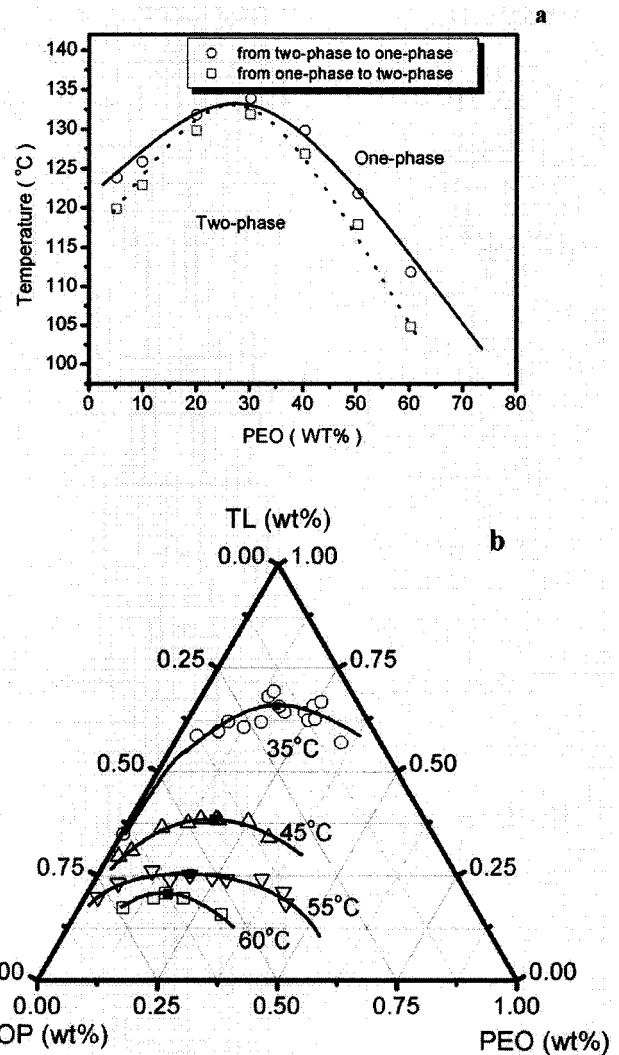 a
from two-phase to one-phase
from one-phase to two-phase
140
135
130
125
120
115
110
105
100
Temperature ( °C )
One-phase
Two-phase
0 10 20 30 40 50 60 70 80
PEO ( WT% )
b
TL (wt%)
0.00 1.00
0.25 0.75
35°C
0.50 0.50
45°C
0.75 0.25
55°C
60°C
.00 0.00
0.00 0.25 0.50 0.75 1.00
OP (wt%) PEO (wt%)